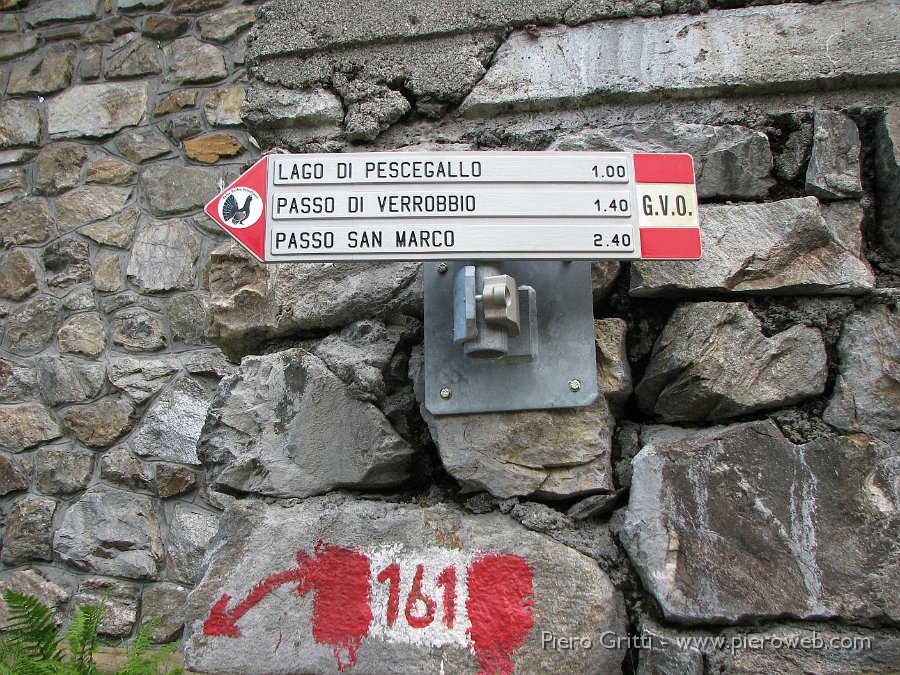 LAGO DI PESCEGALLO 1.00
PASSO DI VERROBBIO 1.40
PASSO SAN MARCO 2.40
G.V.O.
161
Piero Gritti - www.pieroweb.com